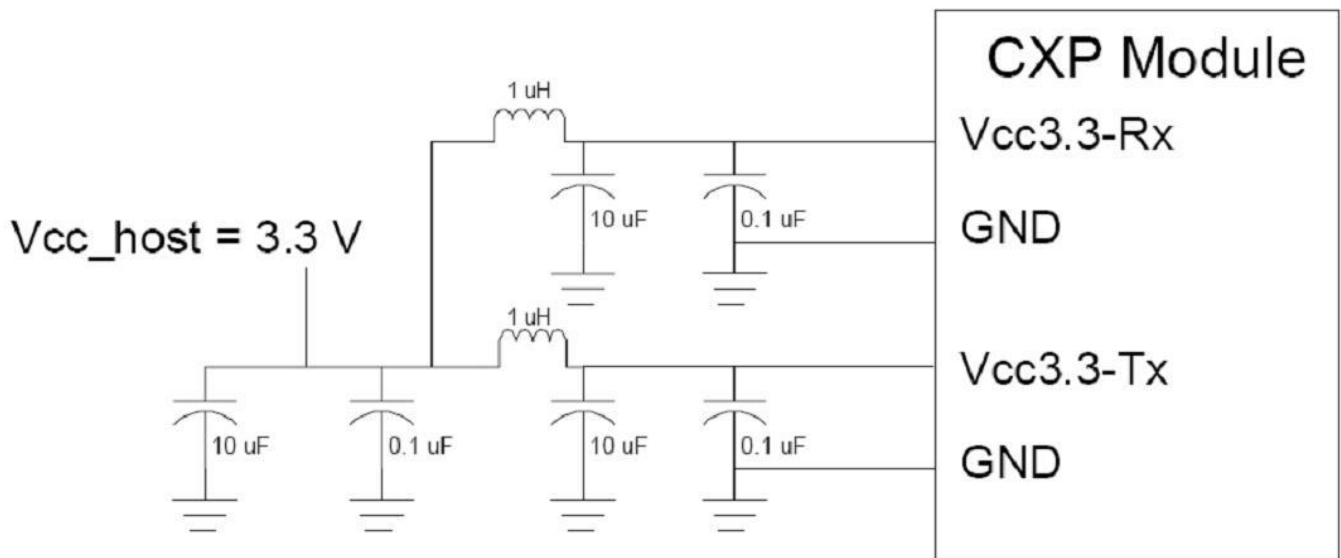 CXP Module
1 uH
Vcc3.3-Rx
10 uF
0.1 uF
GND
Vcc_host = 3.3 V
1 uH
Vcc3.3-Tx
10 uF
0.1 uF
10 uF
0.1 uF
GND